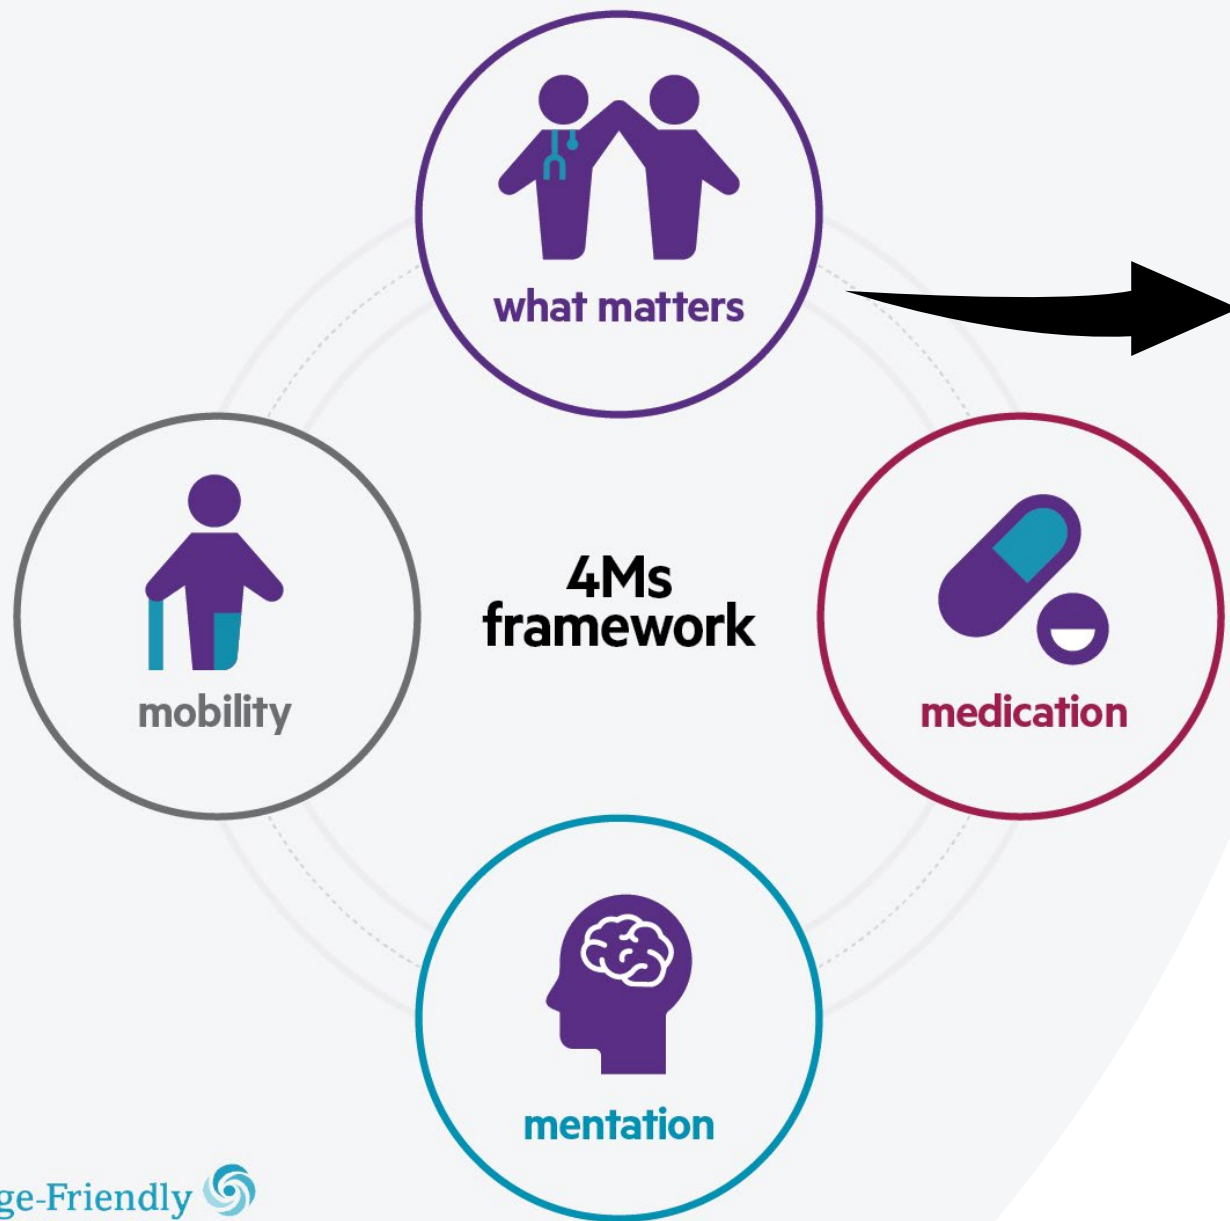 what matters
4Ms
framework
mobility
medication
mentation
ge-Friendly